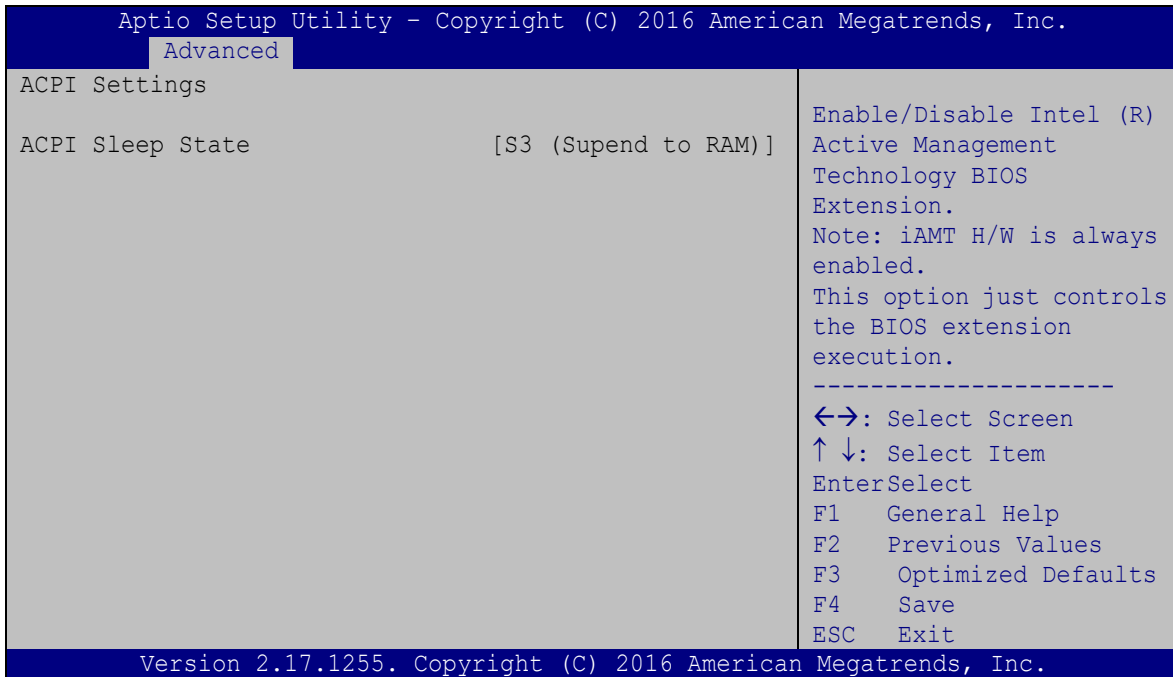 Aptio Setup Utility – Copyright (C) 2016 American Megatrends, Inc.
Advanced
ACPI Settings
ACPI Sleep State [S3 (Supend to RAM)]
Enable/Disable Intel (R)
Active Management
Technology BIOS
Extension.
Note: iAMT H/W is always
enabled.
This option just controls
the BIOS extension
execution.
---------------------
←→: Select Screen
↑ ↓: Select Item
EnterSelect
F1 General Help
F2 Previous Values
F3 Optimized Defaults
F4 Save
ESC Exit
Version 2.17.1255. Copyright (C) 2016 American Megatrends, Inc.